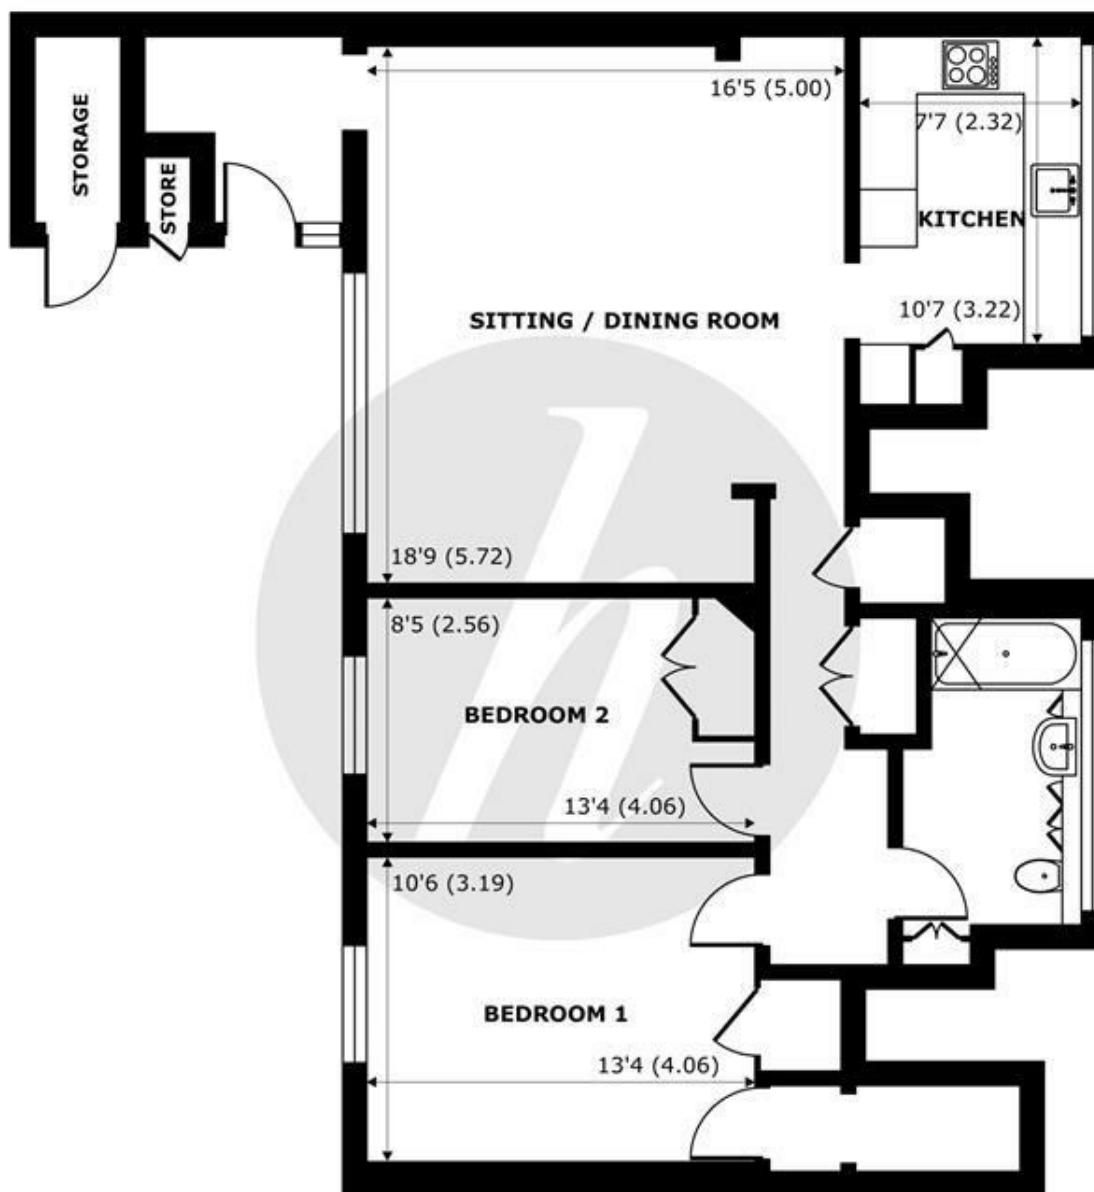 STORAGE
STORE
16'5 (5.00)
7'7 (2.32)
KITCHEN
10'7 (3.22)
SITTING / DINING ROOM
18'9 (5.72)
8'5 (2.56)
BEDROOM 2
13'4 (4.06)
10'6 (3.19)
BEDROOM 1
13'4 (4.06)
h